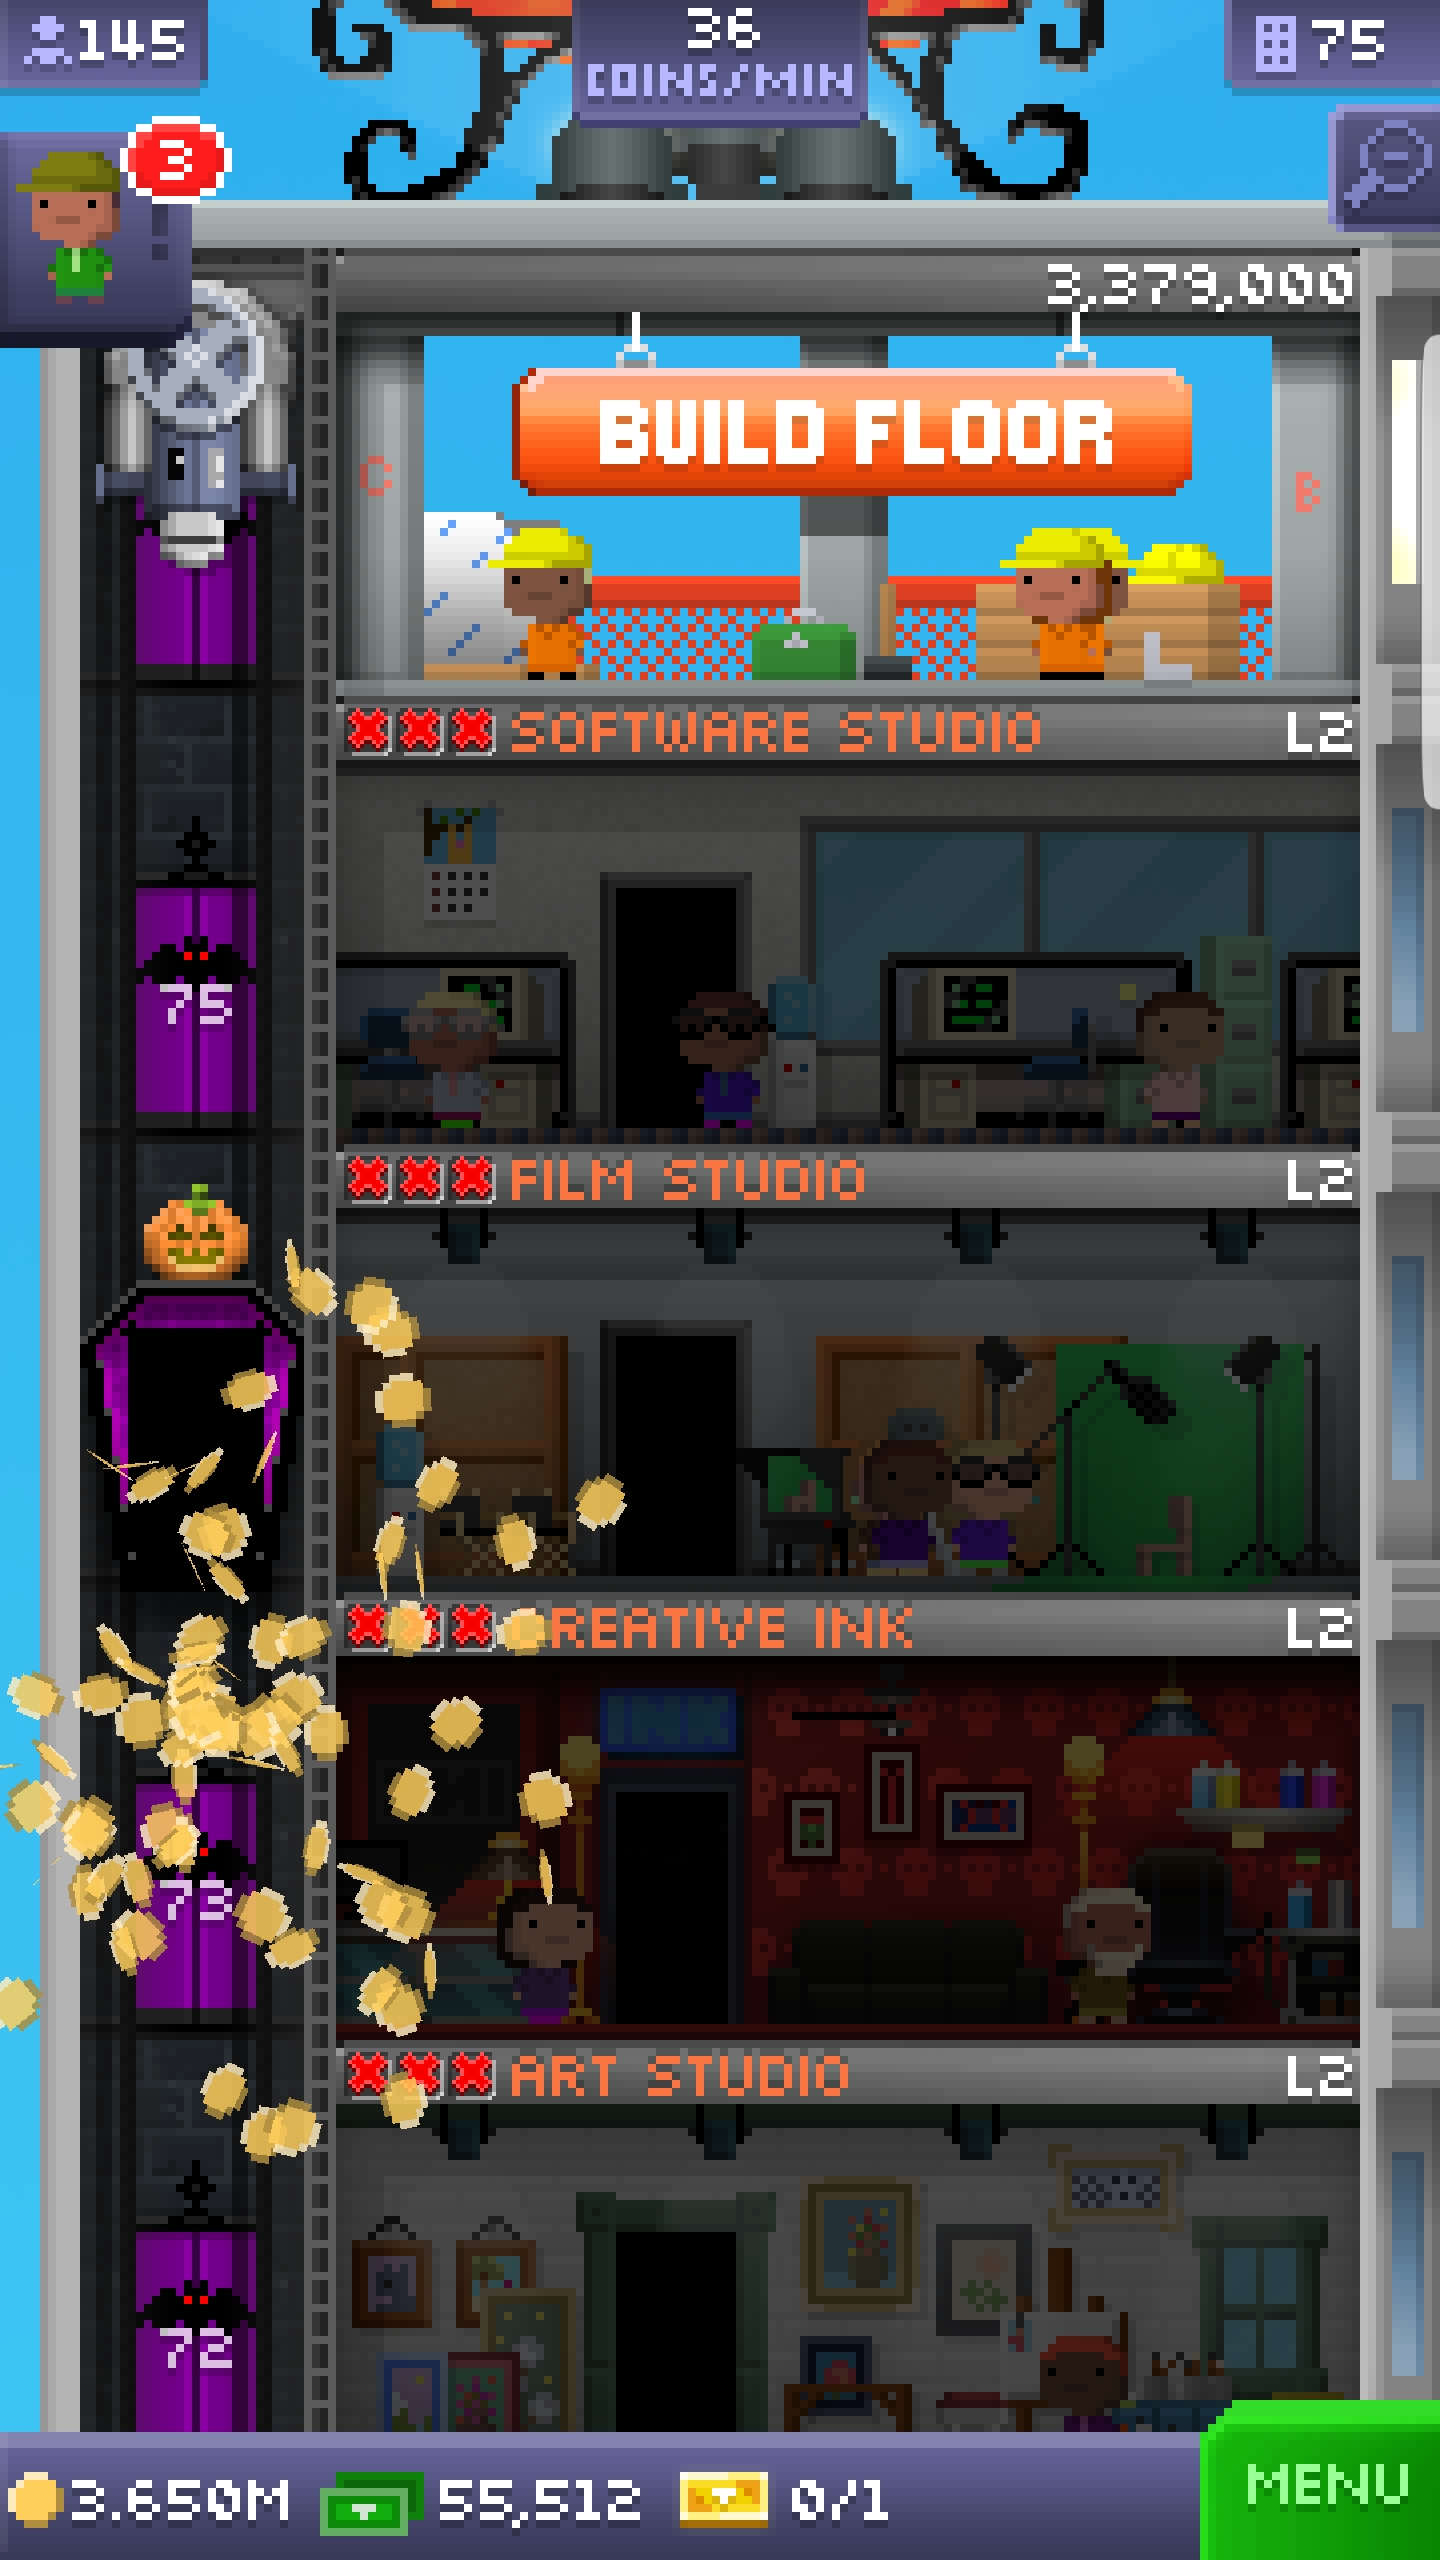 145
36
COINS/MIN
75
3
3,379,000
BUILD FLOOR
C
B
SOFTWARE STUDIO
L2
75
FILM STUDIO
L2
REATIVE INK
L2
INK
73
ART STUDIO
L2
72
3.650M
55,512
0/1
MENU